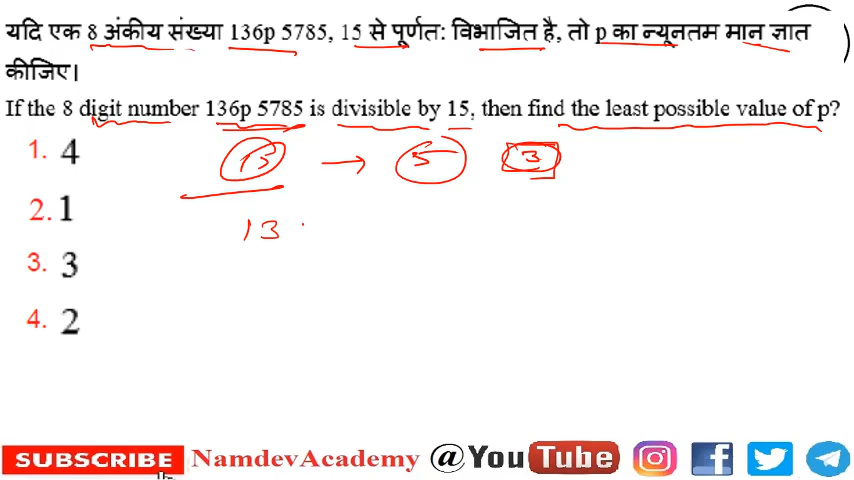 यदि एक 8 अंकीय संख्या 136p 5785, 15 से पूर्णत: विभाजित है, तो p का न्यूनतम मान ज्ञात
कीजिए।
If the 8 digit number 136p 5785 is divisible by 15, then find the least possible value of p?
1. 4
15 → 5 3
2. 1
13
3. 3
4. 2
SUBSCRIBE NamdevAcademy @YouTube